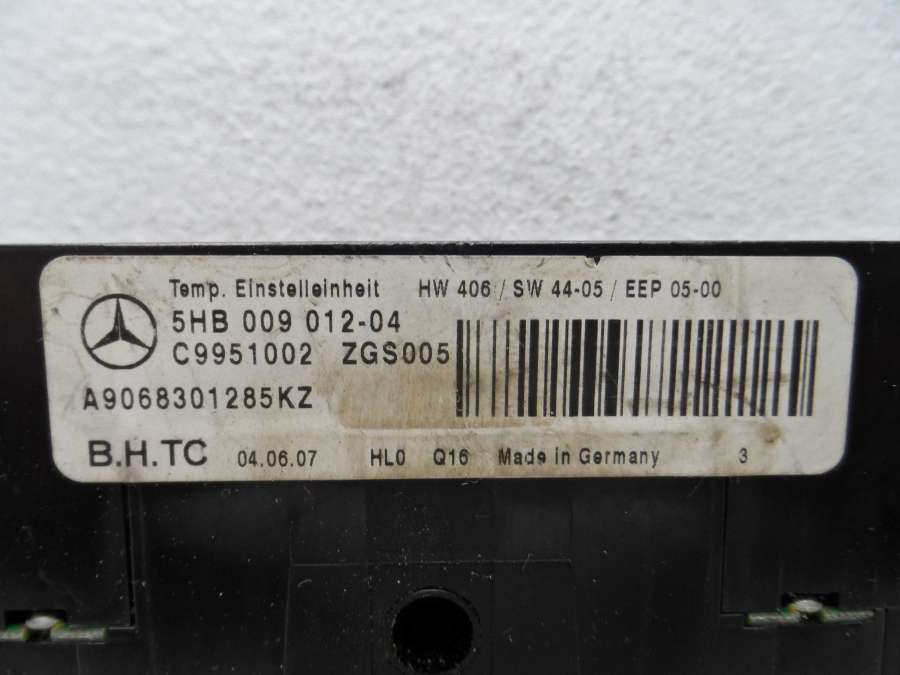 Temp. Einstelleinheit HW 406 / SW 44-05 / EEP 05-00
5HB 009 012-04
C9951002 ZGS005
A9068301285KZ
B.H.TC 04.06.07 HL0 Q16 Made in Germany 3